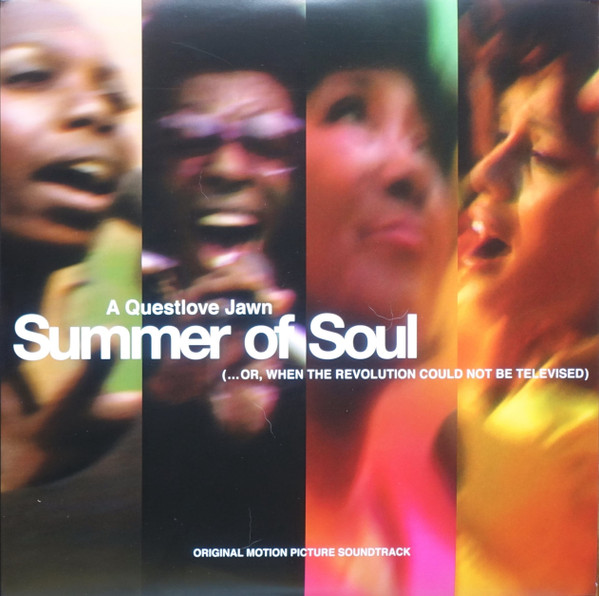 A Questlove Jawn
Summer of Soul
(...OR, WHEN THE REVOLUTION COULD NOT BE TELEVISED)
ORIGINAL MOTION PICTURE SOUNDTRACK